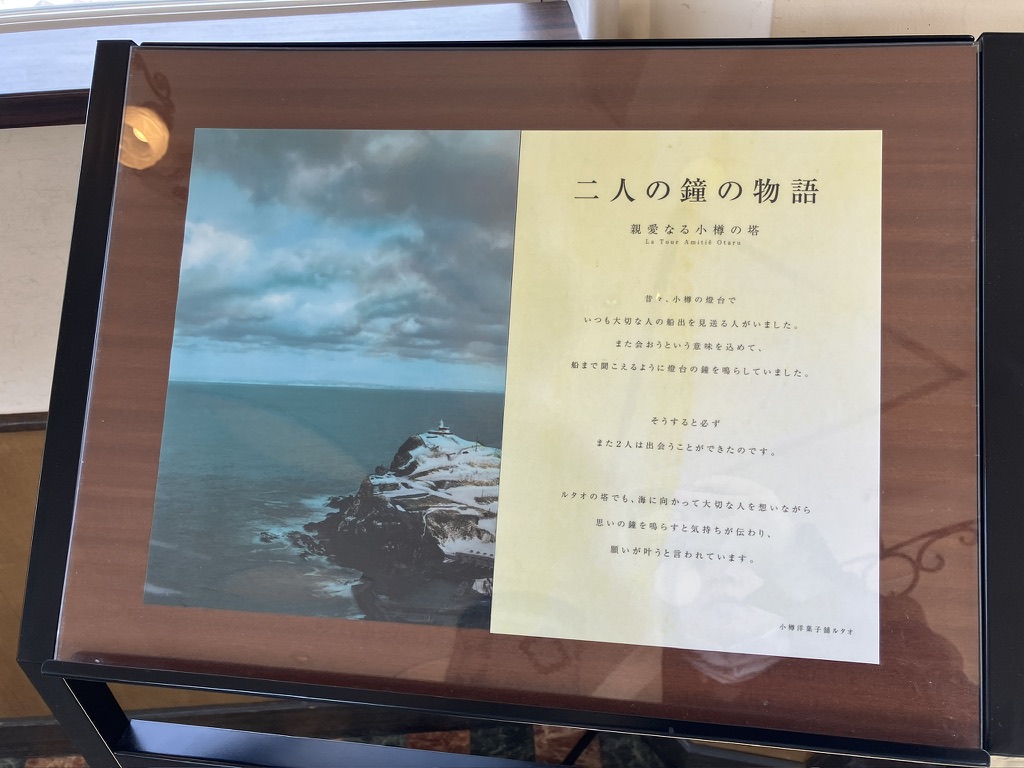 二人の鐘の物語
親愛なる小樽の塔
La Tour Amitié Otaru
昔々、小樽の燈台で
いつも大切な人の船出を見送る人がいました。
また会おうという意味を込めて、
船まで聞こえるように燈台の鐘を鳴らしていました。
そうすると必ず
また2人は出会うことができたのです。
ルタオの塔でも、海に向かって大切な人を想いながら
思いの鐘を鳴らすと気持ちが伝わり、
願いが叶うと言われています。
小樽洋菓子舗ルタオ